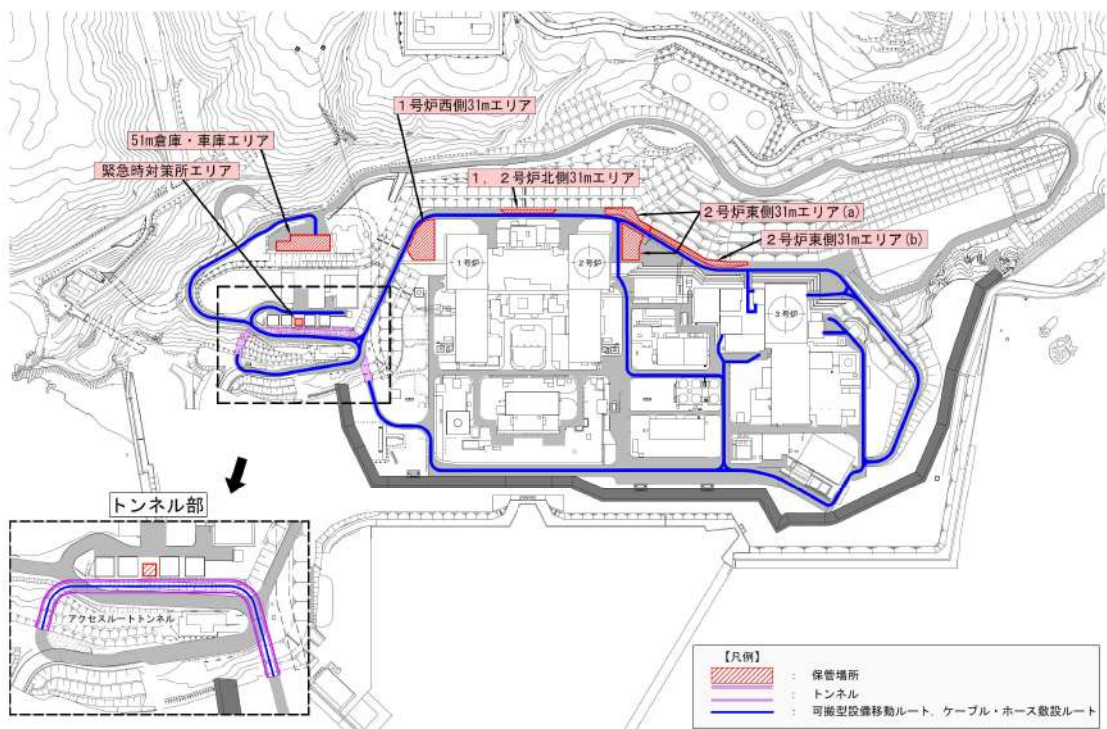 1号炉西側31mエリア
51m倉庫・車庫エリア
緊急時対策所エリア
1，2号炉北側31mエリア
2号炉東側31mエリア(a)
2号炉東側31mエリア(b)
1号炉
2号炉
3号炉
トンネル部
アクセスルートトンネル
【凡例】
： 保管場所
： トンネル
： 可搬型設備移動ルート，ケーブル・ホース敷設ルート